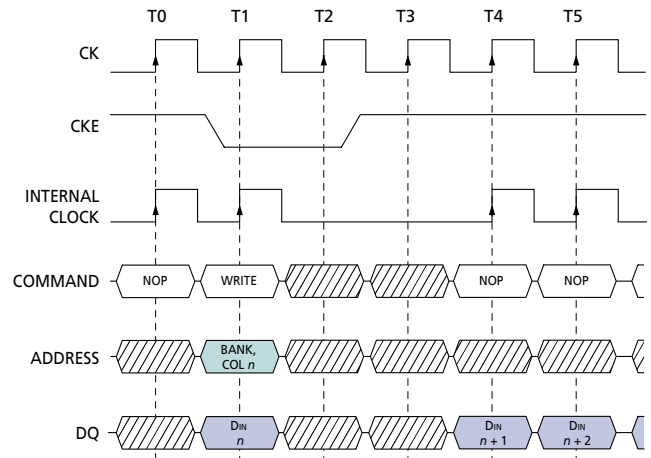 T0 T1 T2 T3 T4 T5
CK
CKE
INTERNAL
CLOCK
COMMAND NOP WRITE NOP NOP
ADDRESS BANK,
COL n
DQ DIN
n DIN
n + 1 DIN
n + 2